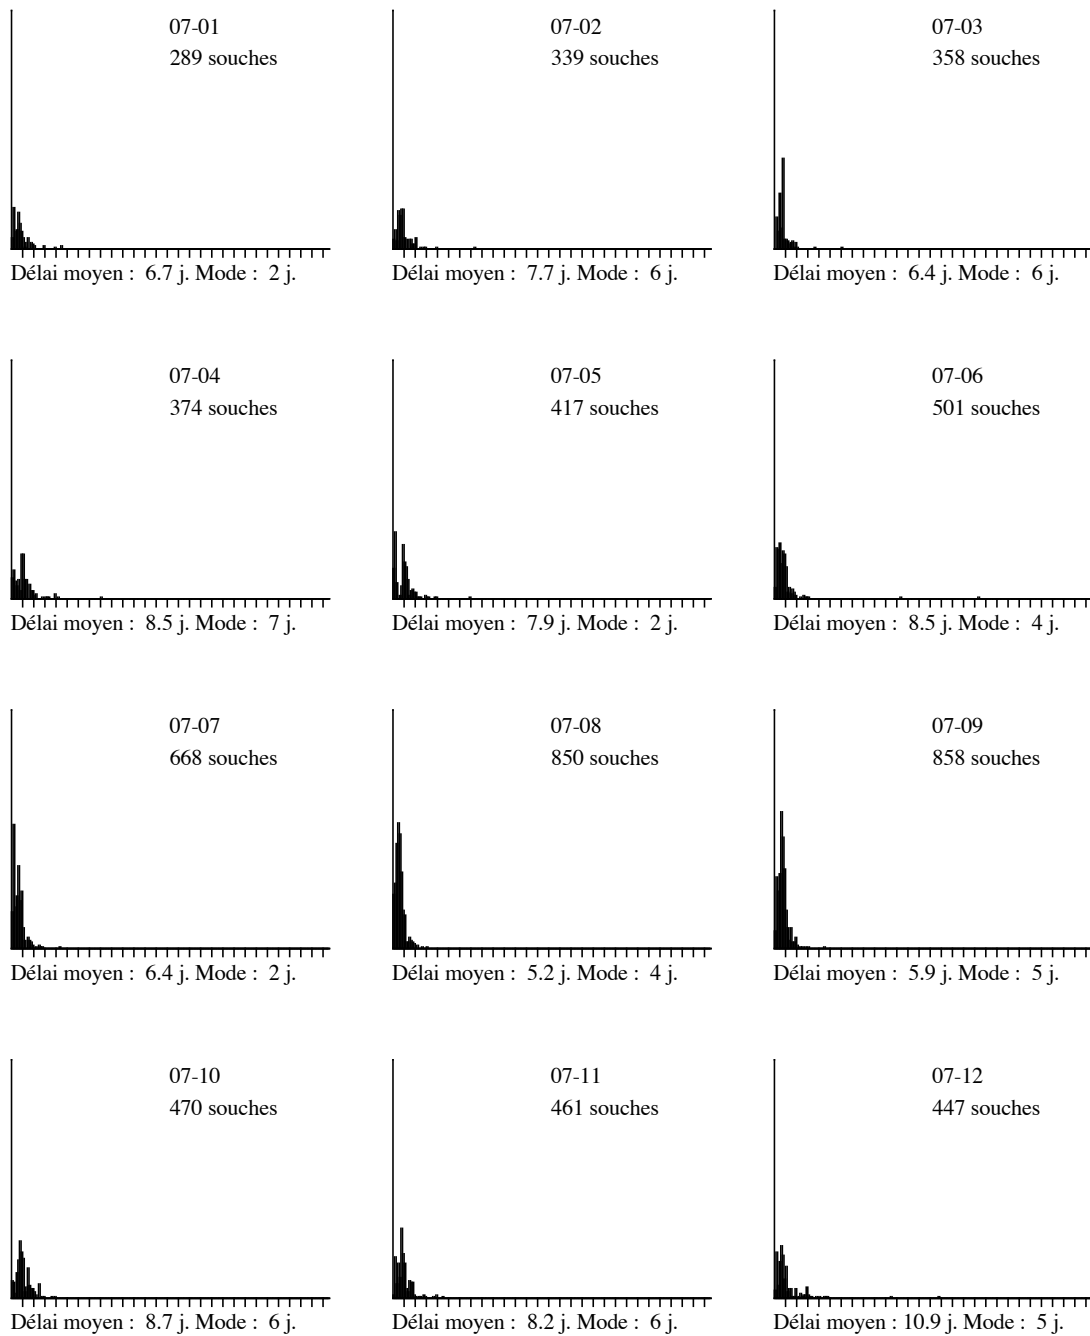 07-01
289 souches
Délai moyen : 6.7 j. Mode : 2 j.
07-02
339 souches
Délai moyen : 7.7 j. Mode : 6 j.
07-03
358 souches
Délai moyen : 6.4 j. Mode : 6 j.
07-04
374 souches
Délai moyen : 8.5 j. Mode : 7 j.
07-05
417 souches
Délai moyen : 7.9 j. Mode : 2 j.
07-06
501 souches
Délai moyen : 8.5 j. Mode : 4 j.
07-07
668 souches
Délai moyen : 6.4 j. Mode : 2 j.
07-08
850 souches
Délai moyen : 5.2 j. Mode : 4 j.
07-09
858 souches
Délai moyen : 5.9 j. Mode : 5 j.
07-10
470 souches
Délai moyen : 8.7 j. Mode : 6 j.
07-11
461 souches
Délai moyen : 8.2 j. Mode : 6 j.
07-12
447 souches
Délai moyen : 10.9 j. Mode : 5 j.